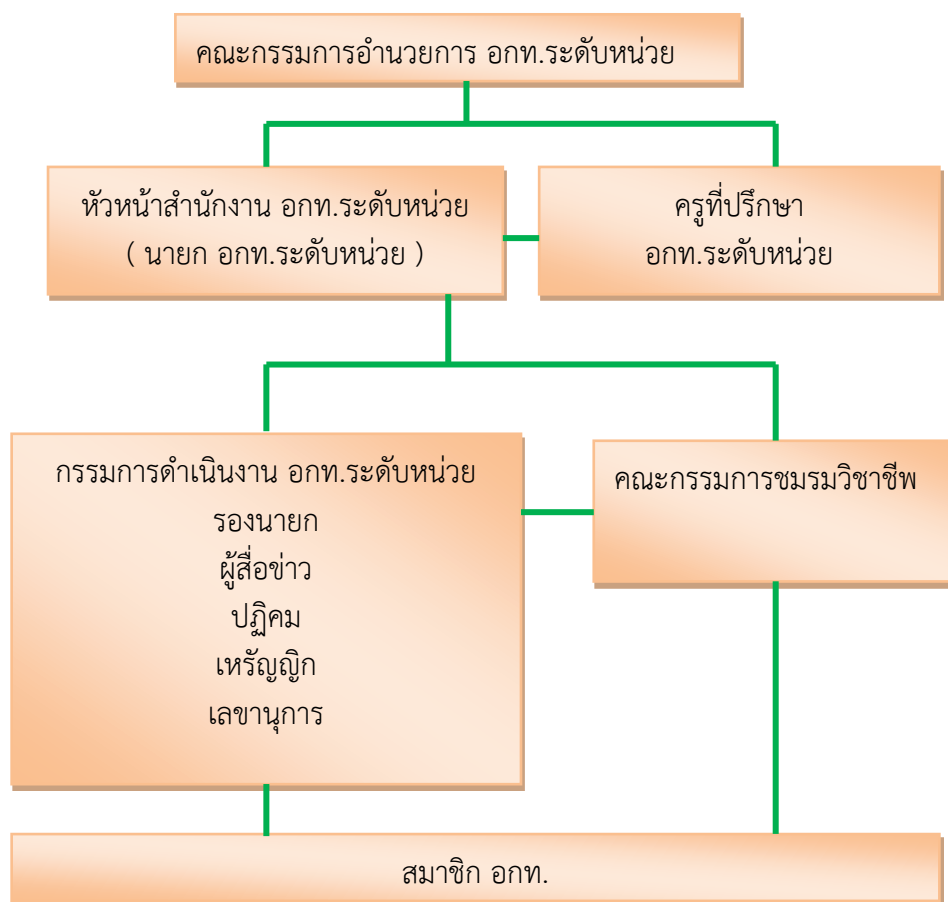 คณะกรรมการอำนวยการ อกท.ระดับหน่วย
หัวหน้าสำนักงาน อกท.ระดับหน่วย
( นายก อกท.ระดับหน่วย )
ครูที่ปรึกษา
อกท.ระดับหน่วย
กรรมการดำเนินงาน อกท.ระดับหน่วย
รองนายก
ผู้สื่อข่าว
ปฏิคม
เหรัญญิก
เลขานุการ
คณะกรรมการชมรมวิชาชีพ
สมาชิก อกท.